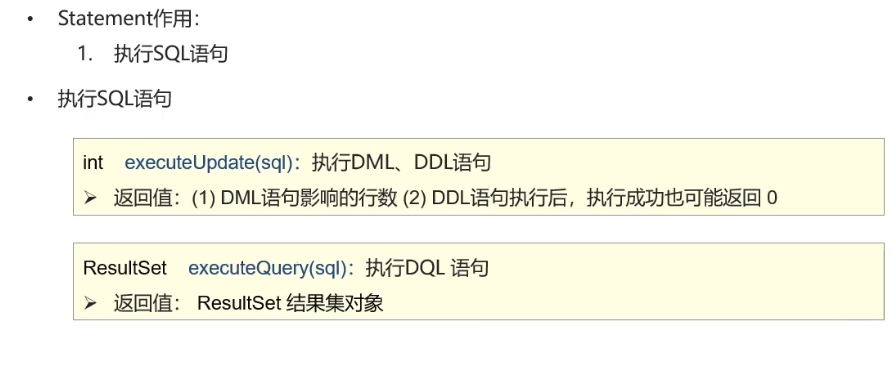 • Statement作用：
1. 执行SQL语句
• 执行SQL语句
int executeUpdate(sql)：执行DML、DDL语句
➢ 返回值：(1) DML语句影响的行数 (2) DDL语句执行后，执行成功也可能返回 0
ResultSet executeQuery(sql)：执行DQL 语句
➢ 返回值： ResultSet 结果集对象